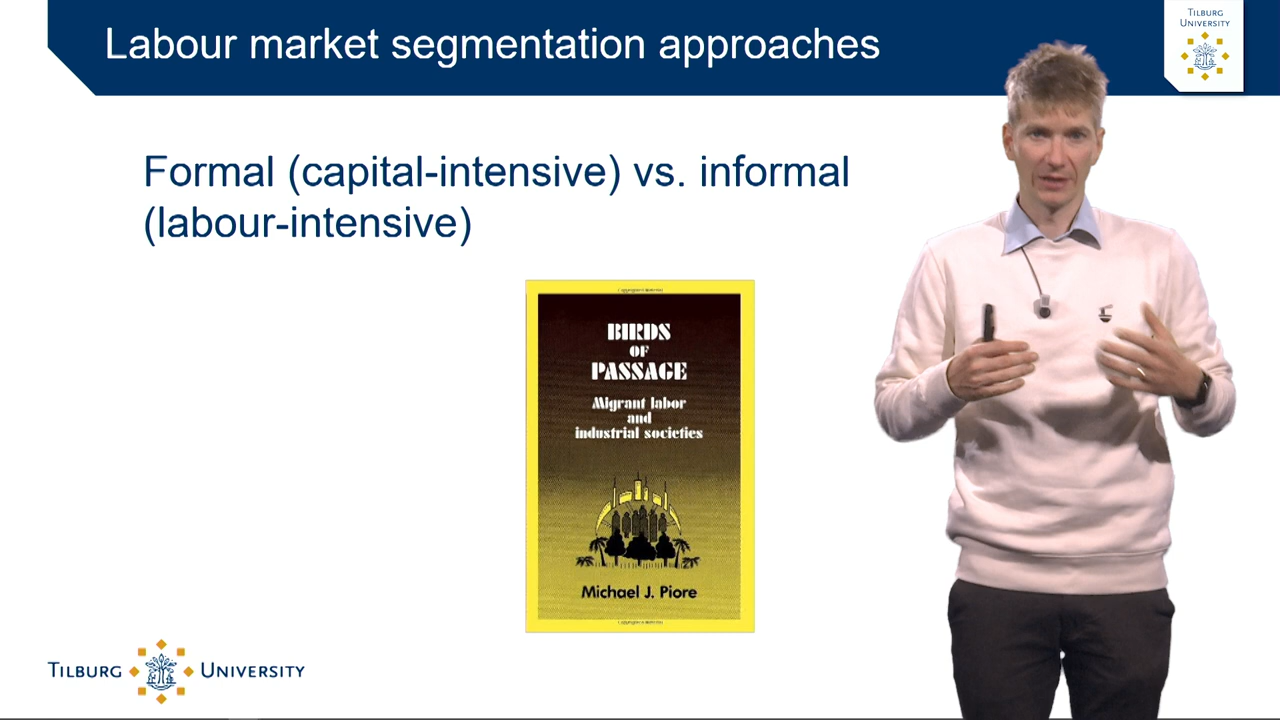 Labour market segmentation approaches
TILBURG
UNIVERSITY
Formal (capital-intensive) vs. informal
(labour-intensive)
BIRDS
OF
PASSAGE
Migrant labor
and
industrial societies
Michael J. Piore
TILBURG UNIVERSITY